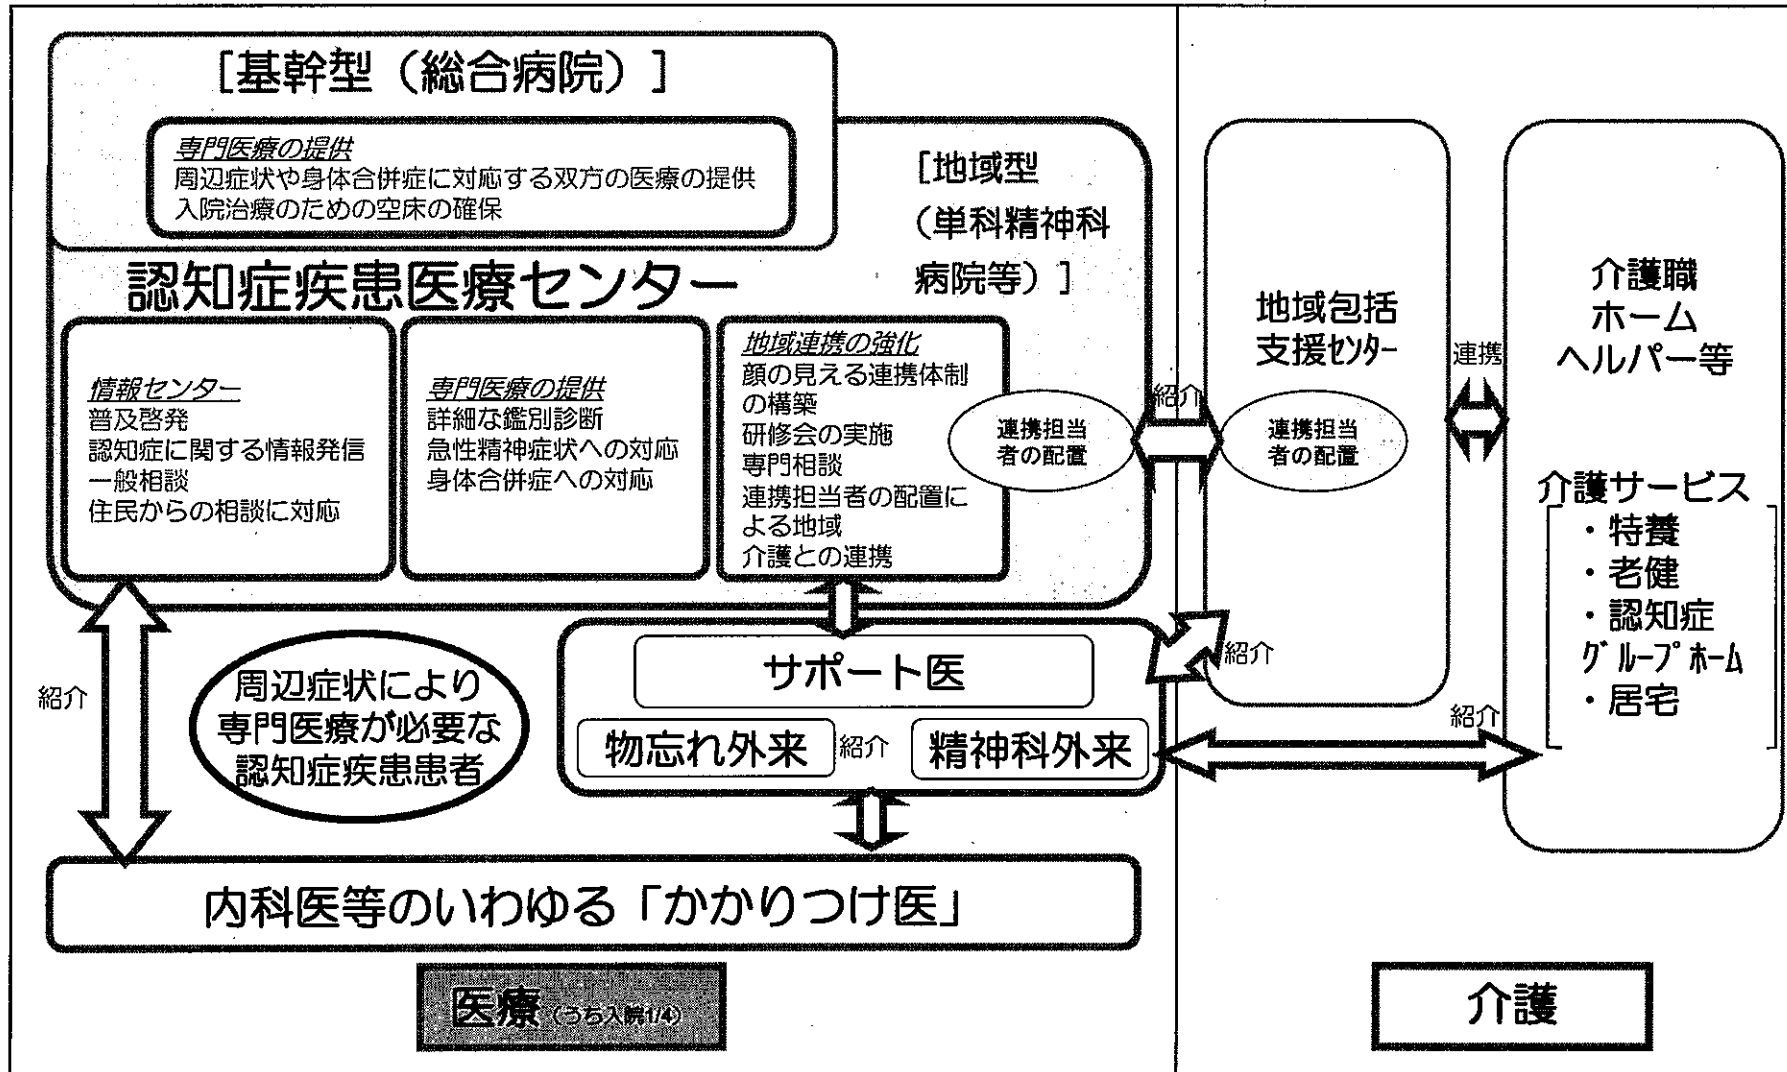 [基幹型（総合病院）]
専門医療の提供
周辺症状や身体合併症に対応する双方の医療の提供
入院治療のための空床の確保
[地域型
（単科精神科
病院等）]
認知症疾患医療センター
情報センター
普及啓発
認知症に関する情報発信
一般相談
住民からの相談に対応
専門医療の提供
詳細な鑑別診断
急性精神症状への対応
身体合併症への対応
地域連携の強化
顔の見える連携体制
の構築
研修会の実施
専門相談
連携担当者の配置に
よる地域
介護との連携
連携担当
者の配置
紹介
地域包括
支援ｾﾝﾀｰ
連携担当
者の配置
連携
介護職
ホーム
ヘルパー等
介護サービス
・特養
・老健
・認知症
ｸﾞﾙｰﾌﾟﾎｰﾑ
・居宅
紹介
周辺症状により
専門医療が必要な
認知症疾患患者
サポート医
物忘れ外来
紹介
精神科外来
紹介
紹介
内科医等のいわゆる「かかりつけ医」
医療（うち入院1/4）
介護